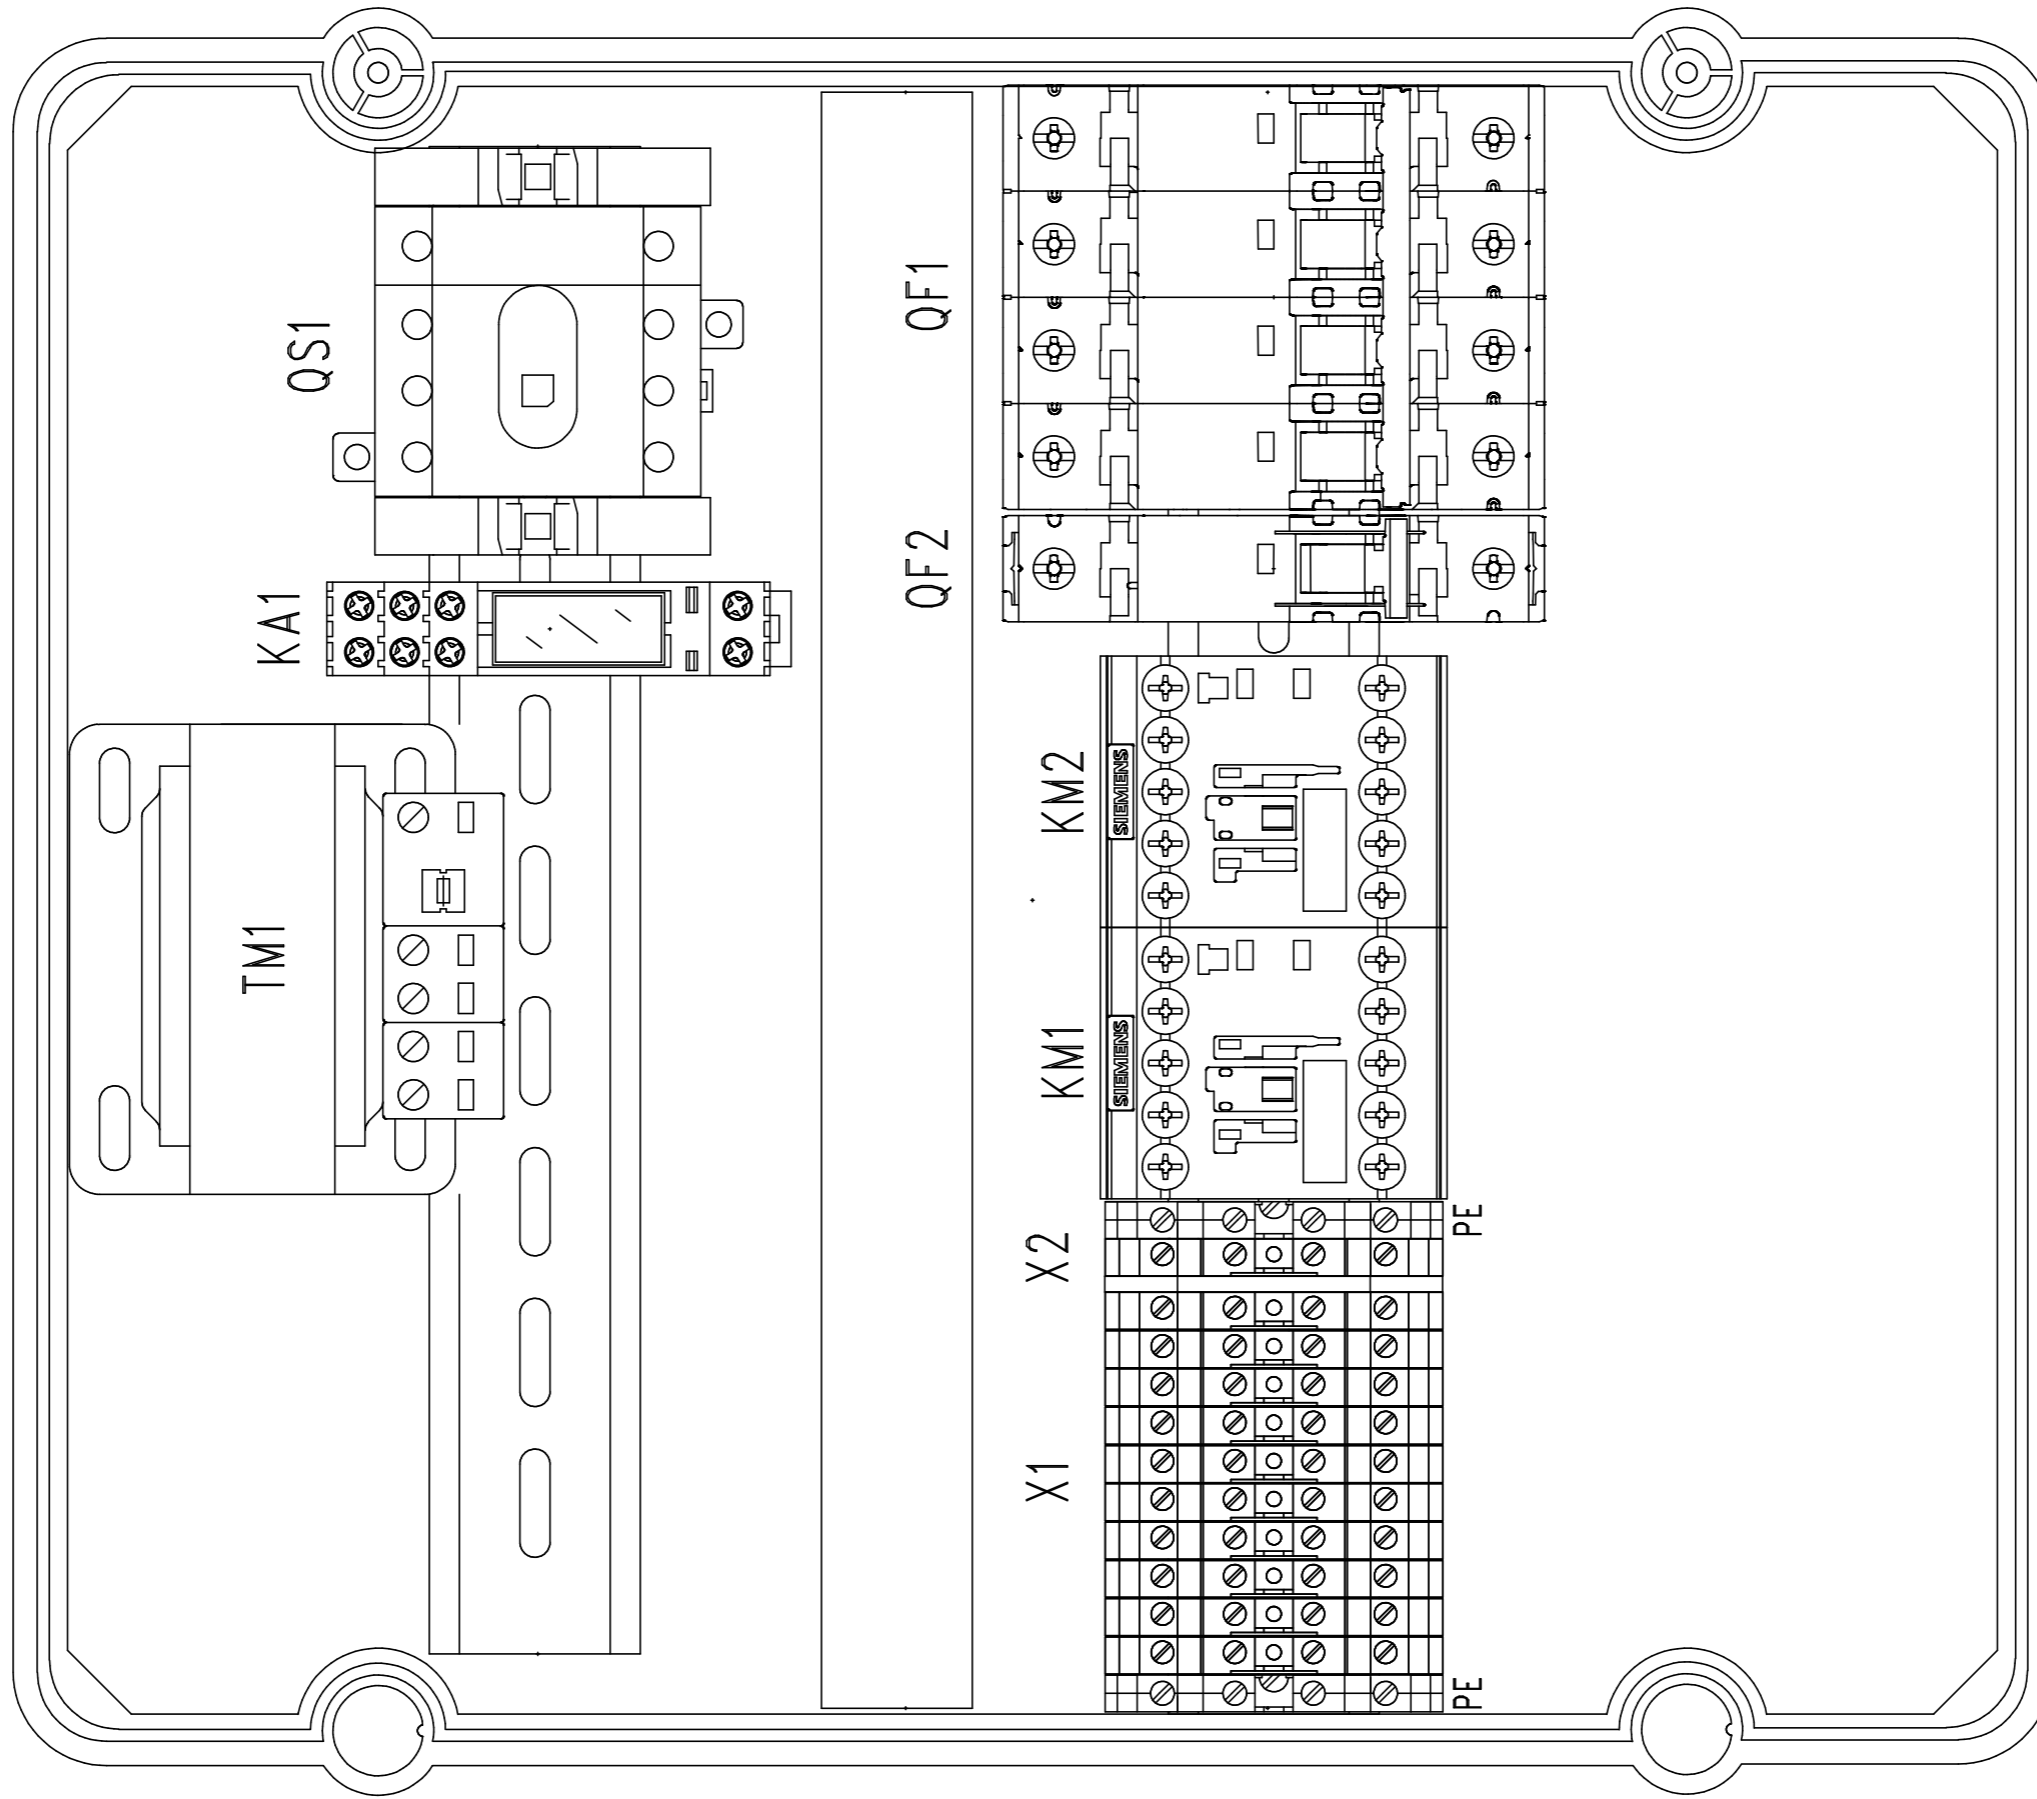 QS1
KA1
TM1
QF1
QF2
KM2
SIEMENS
KM1
SIEMENS
X2
PE
X1
PE